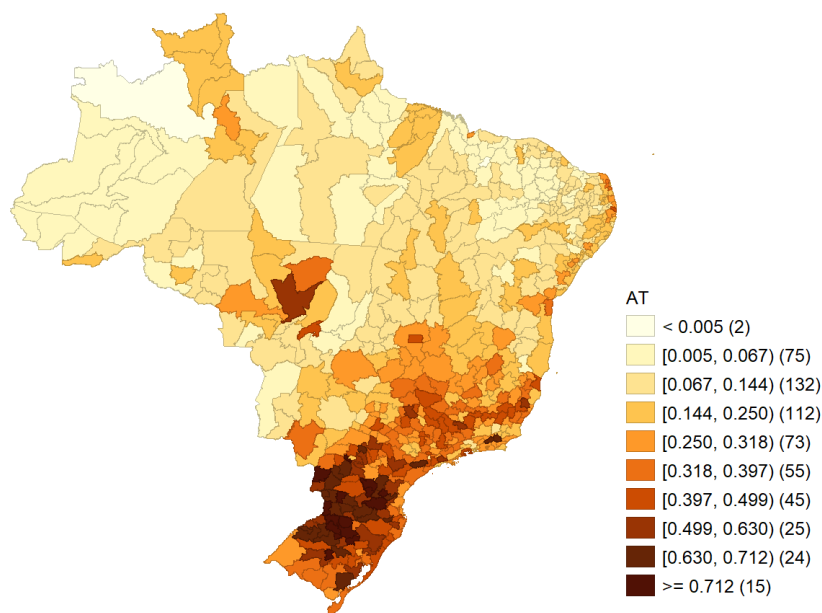 AT
< 0.005 (2)
[0.005, 0.067) (75)
[0.067, 0.144) (132)
[0.144, 0.250) (112)
[0.250, 0.318) (73)
[0.318, 0.397) (55)
[0.397, 0.499) (45)
[0.499, 0.630) (25)
[0.630, 0.712) (24)
>= 0.712 (15)